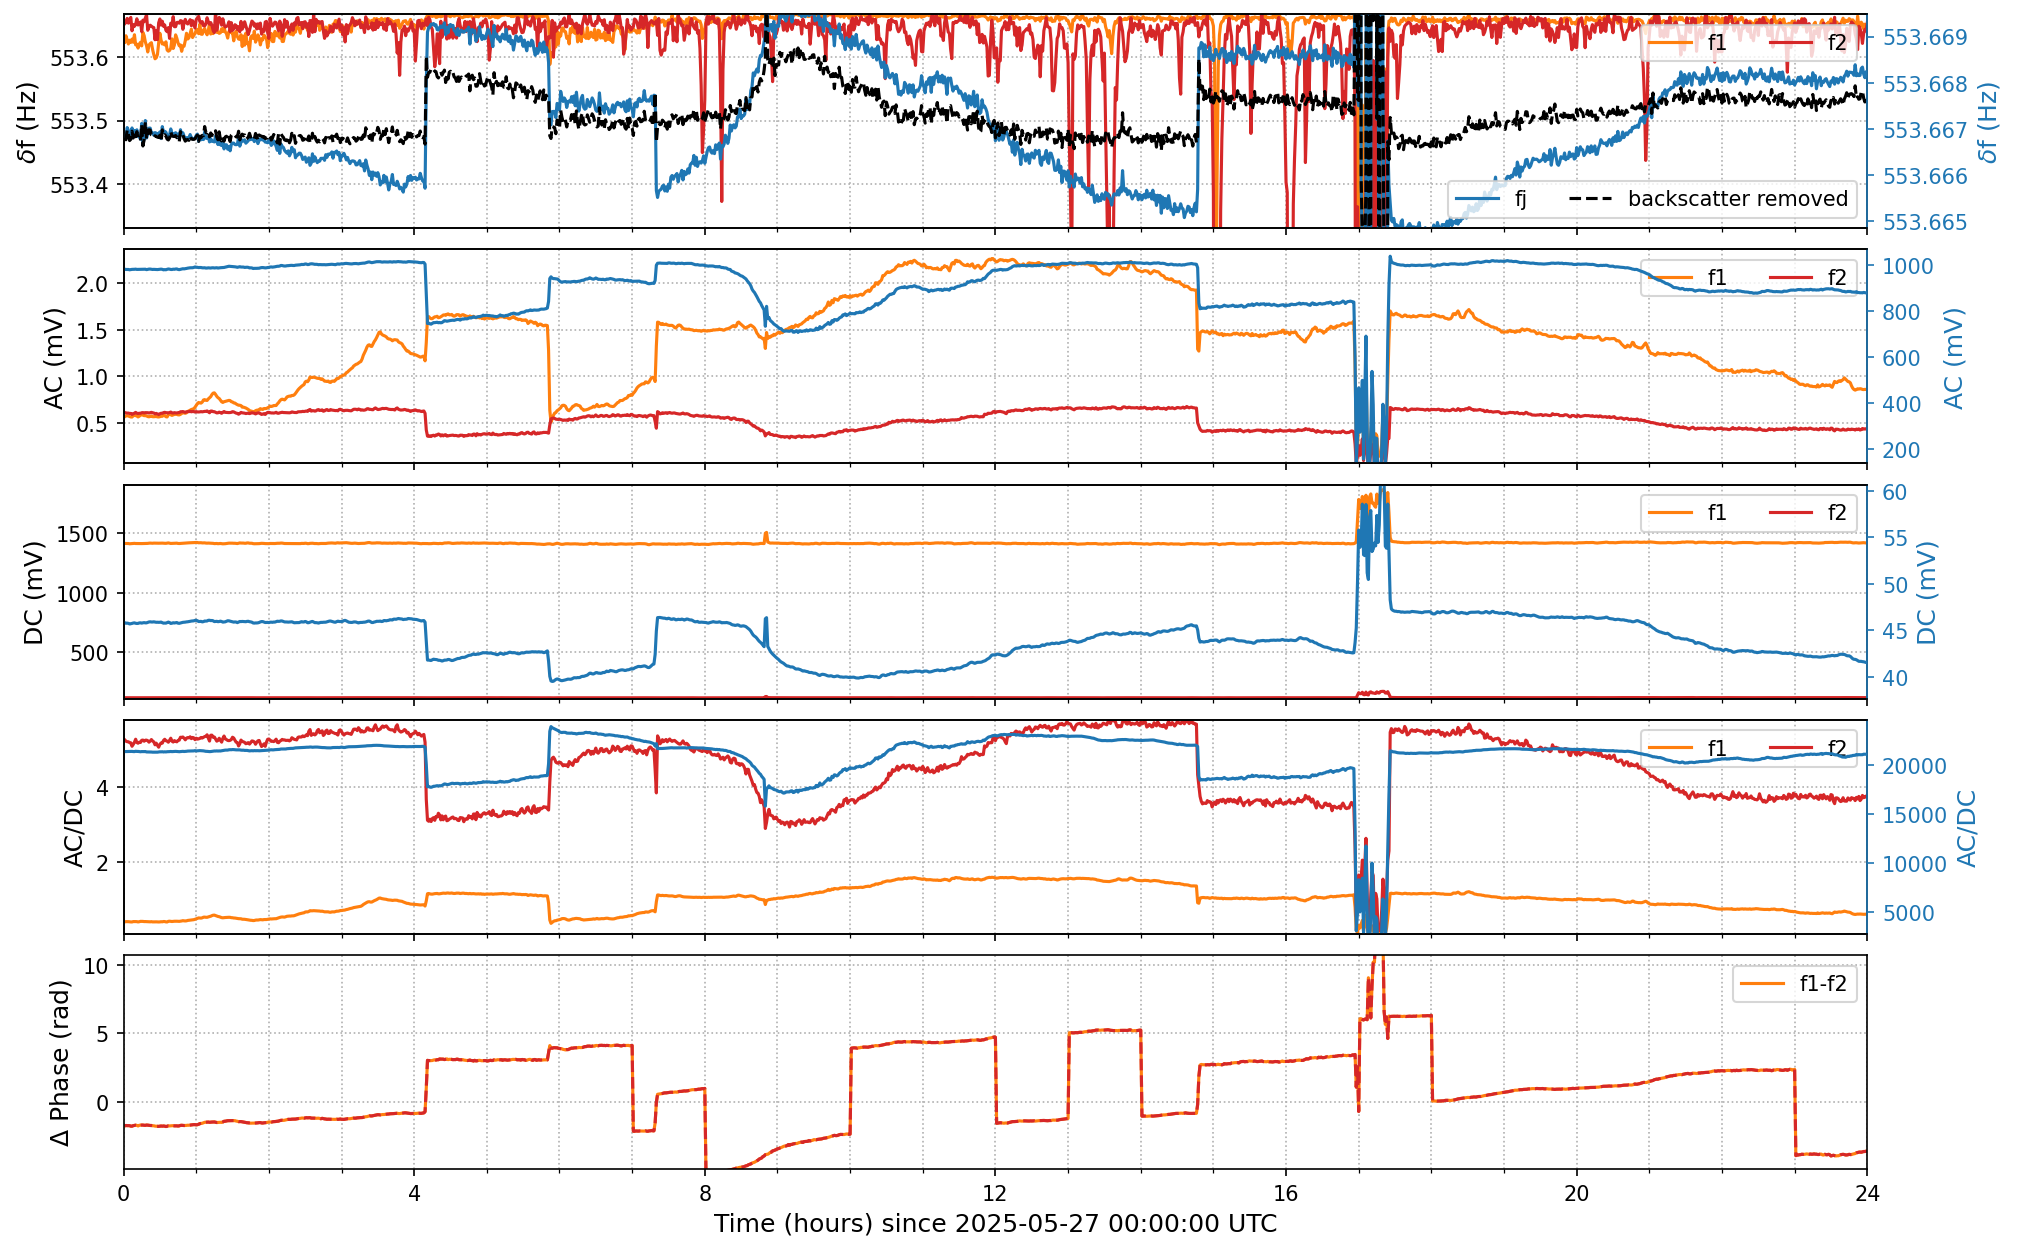 δf (Hz)
553.6
553.5
553.4
f1 f2
fj backscatter removed
553.669
553.668
553.667
553.666
553.665
δf (Hz)
AC (mV)
2.0
1.5
1.0
0.5
f1 f2
1000
800
600
400
200
AC (mV)
DC (mV)
1500
1000
500
f1 f2
60
55
50
45
40
DC (mV)
AC/DC
4
2
f1 f2
20000
15000
10000
5000
AC/DC
Δ Phase (rad)
10
5
0
f1-f2
0 4 8 12 16 20 24
Time (hours) since 2025-05-27 00:00:00 UTC